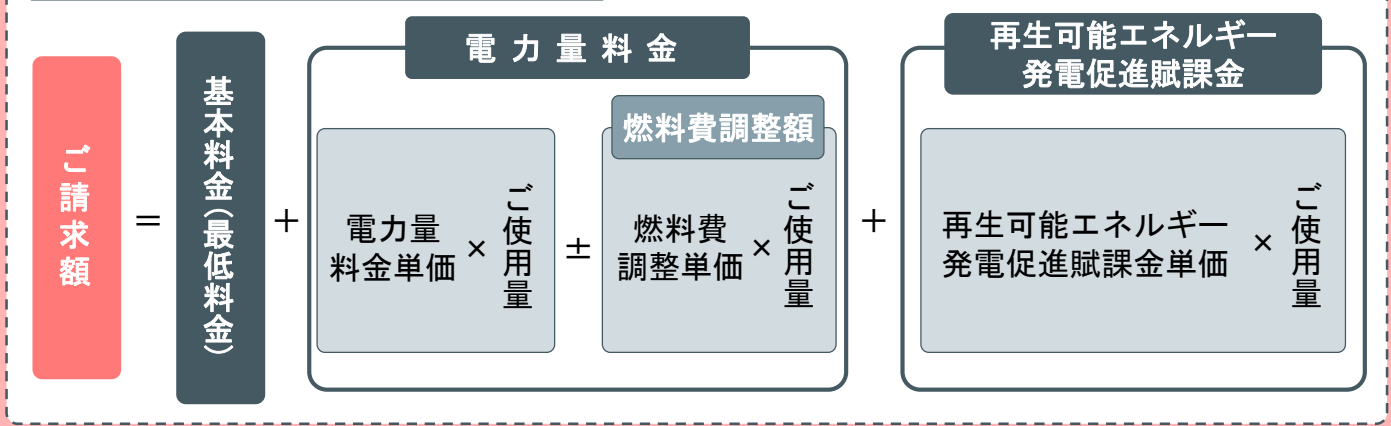 ご請求額
＝
基本料金（最低料金）
＋
電力量料金
電力量
料金単価
×
ご使用量
±
燃料費調整額
燃料費
調整単価
×
ご使用量
＋
再生可能エネルギー
発電促進賦課金
再生可能エネルギー
発電促進賦課金単価
×
ご使用量